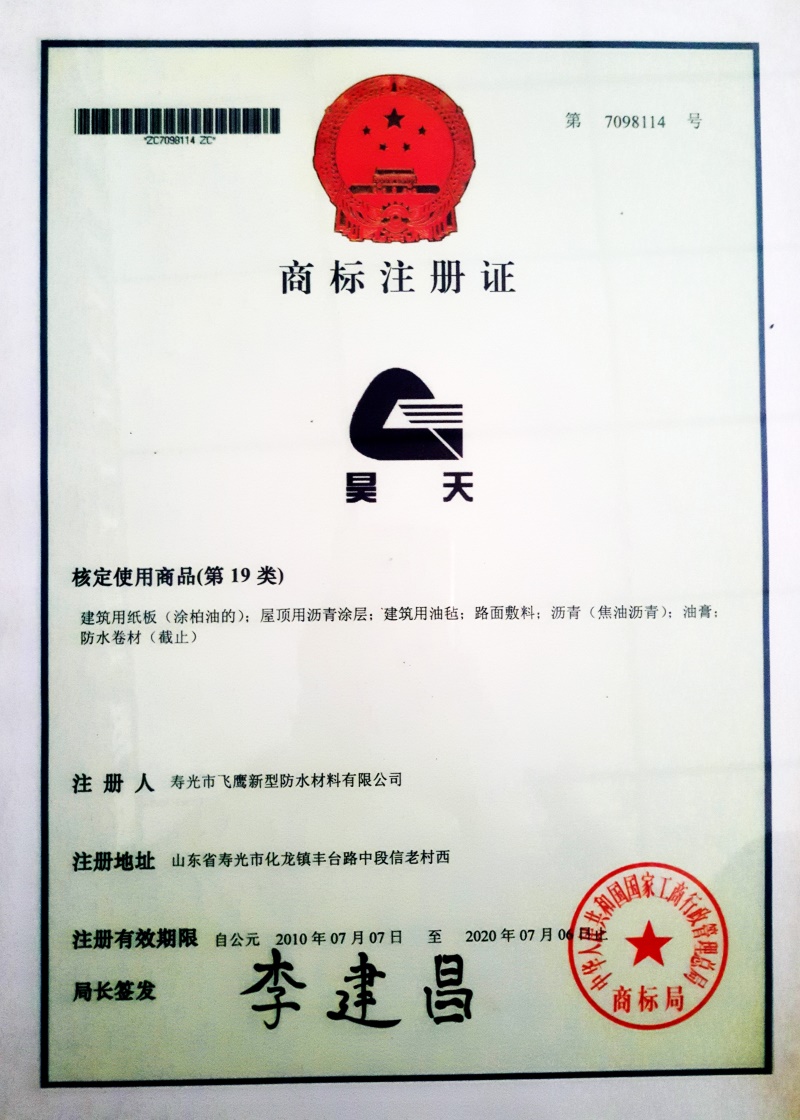 *ZC7098114 ZC*
第 7098114 号
商标注册证
昊 天
核定使用商品(第 19 类)
建筑用纸板（涂柏油的）；屋顶用沥青涂层；建筑用油毡；路面敷料；沥青（焦油沥青）；油膏；
防水卷材（截止）
注 册 人 寿光市飞鹰新型防水材料有限公司
注册地址 山东省寿光市化龙镇丰台路中段信老村西
注册有效期限 自公元 2010 年 07 月 07 日 至 2020 年 07 月 06 日止
局长签发 李建昌
中华人民共和国国家工商行政管理总局
商标局